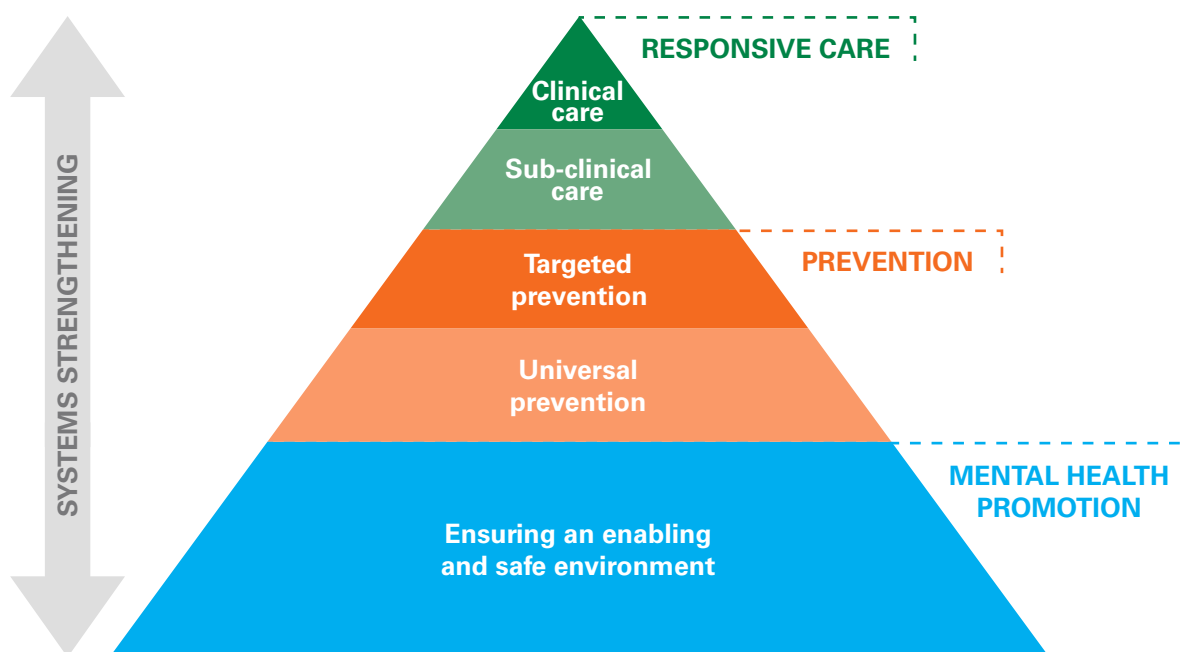 SYSTEMS STRENGTHENING
RESPONSIVE CARE
Clinical
care
Sub-clinical
care
PREVENTION
Targeted
prevention
Universal
prevention
MENTAL HEALTH
PROMOTION
Ensuring an enabling
and safe environment